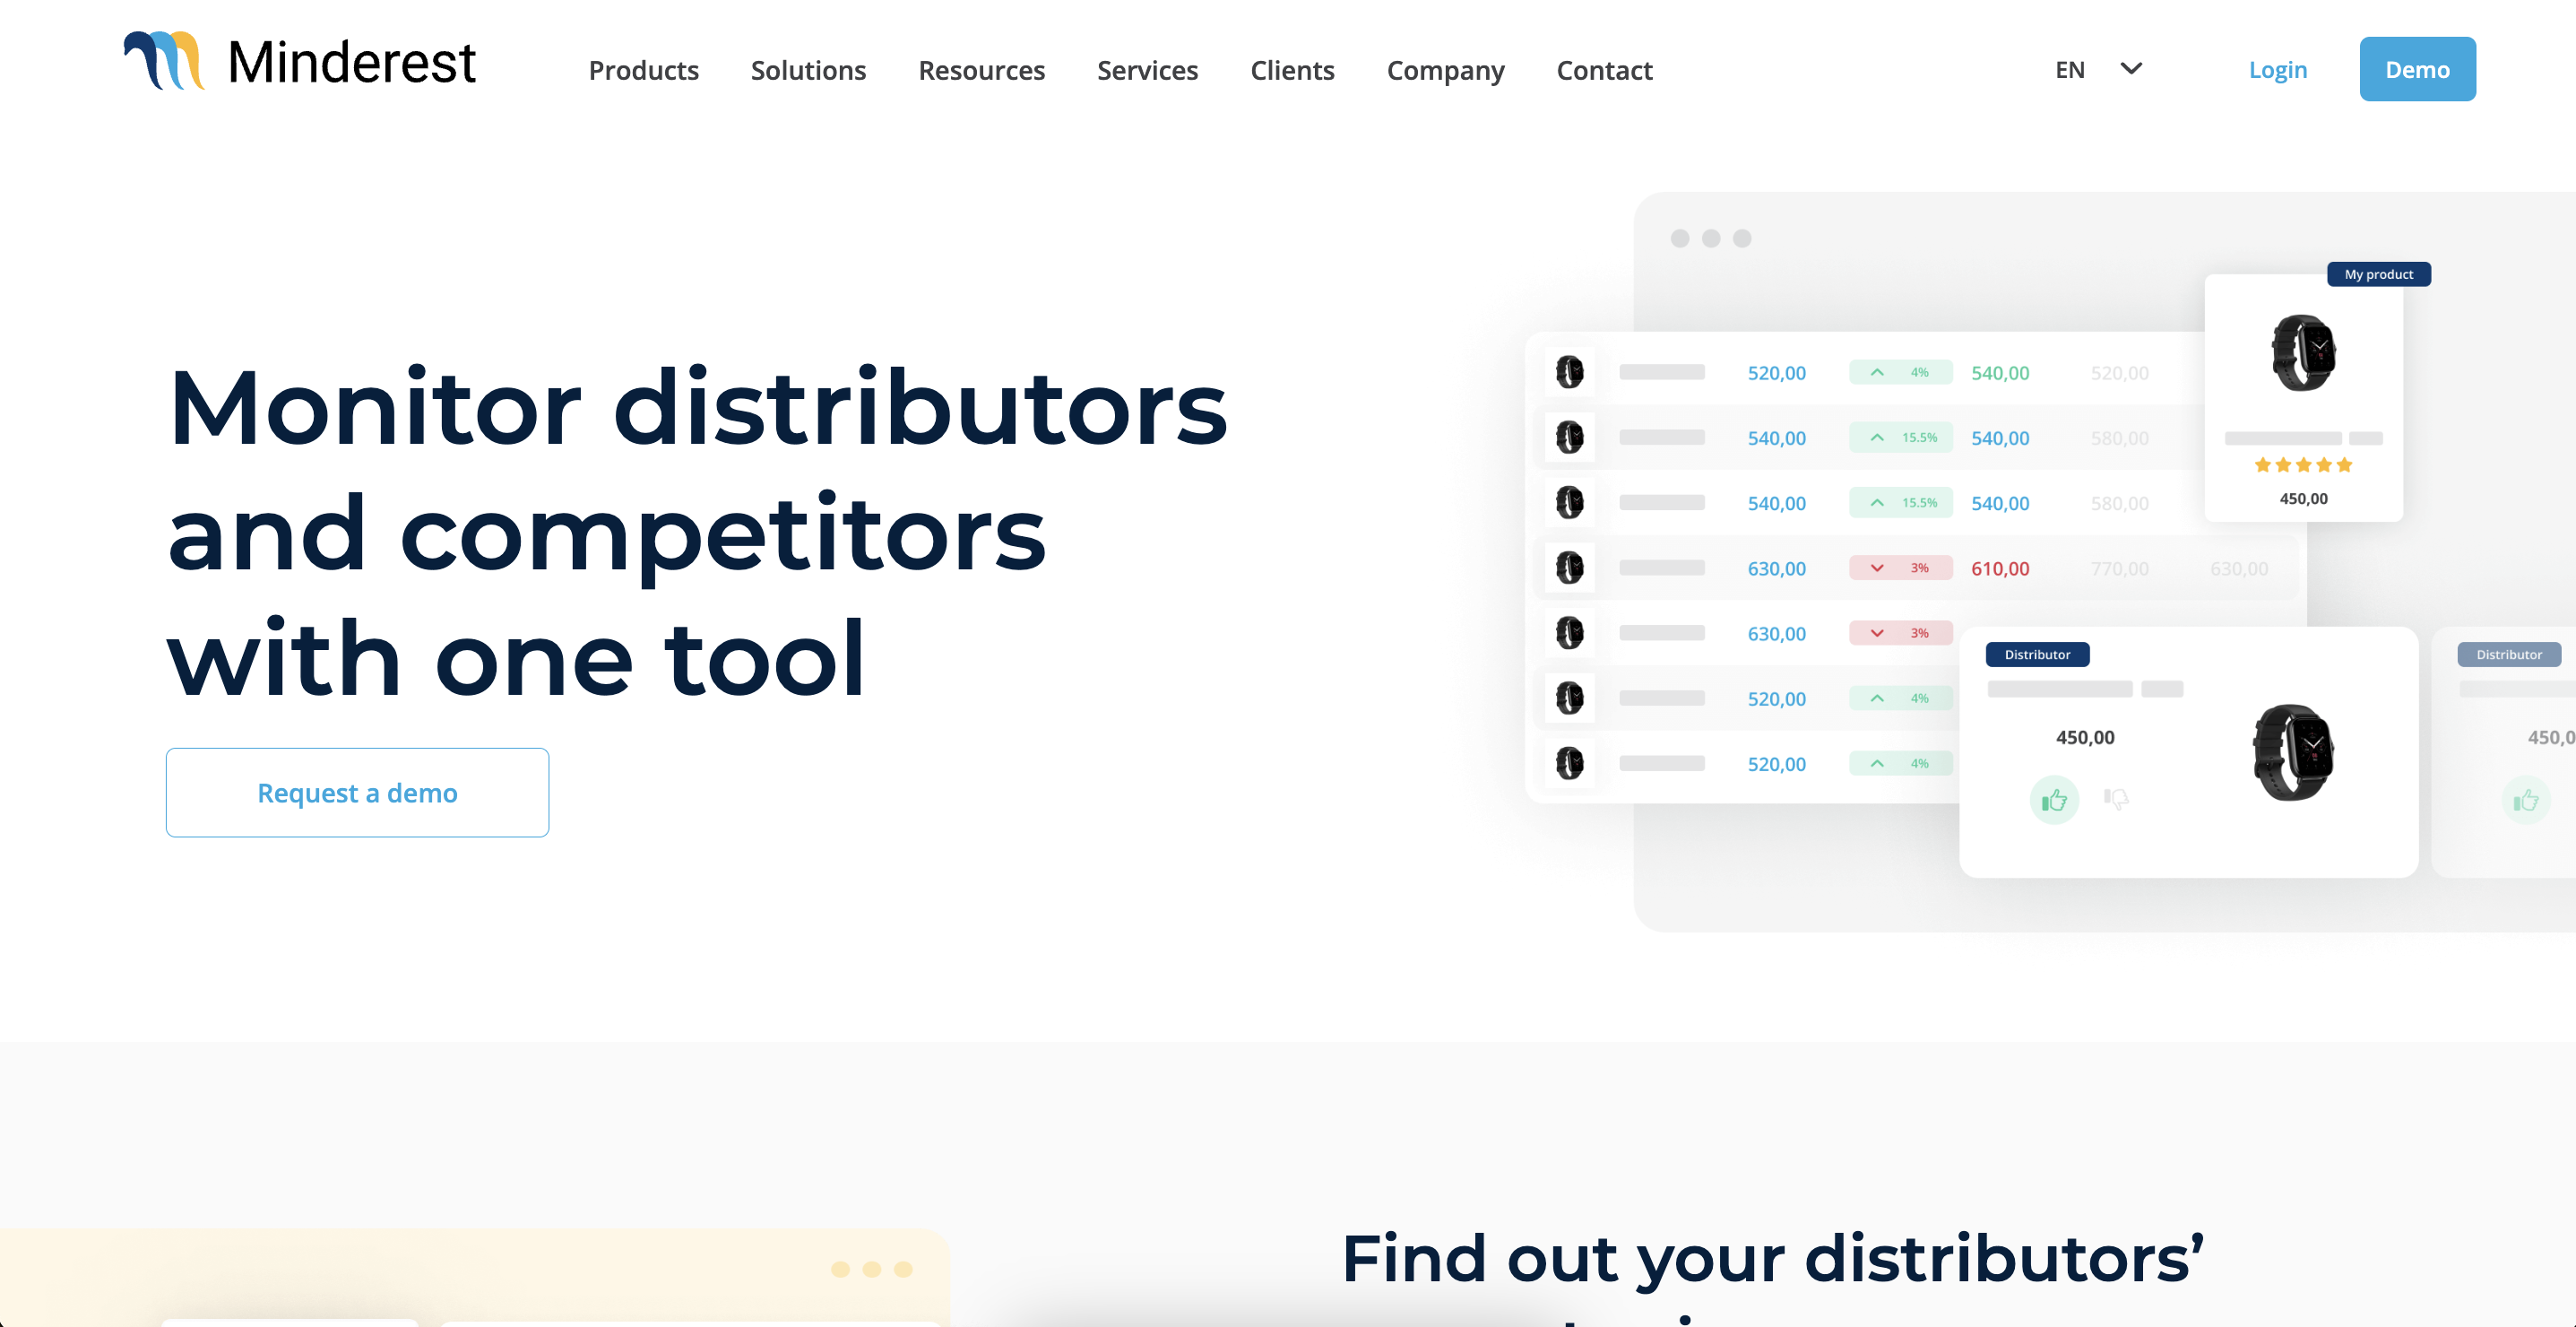 Minderest
Products Solutions Resources Services Clients Company Contact
EN
Login
Demo
Monitor distributors
and competitors
with one tool
Request a demo
My product
450,00
520,00 4% 540,00 520,00
540,00 15.5% 540,00 580,00
540,00 15.5% 540,00 580,00
630,00 3% 610,00 770,00 630,00
630,00 3%
520,00 4%
520,00 4%
Distributor
450,00
Distributor
Find out your distributors’